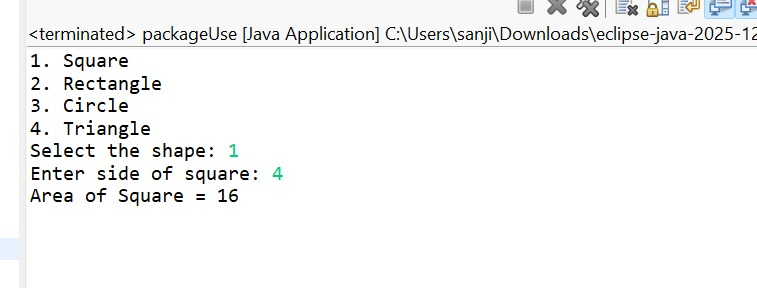 <terminated> packageUse [Java Application] C:\Users\sanji\Downloads\eclipse-java-2025-12
1. Square
2. Rectangle
3. Circle
4. Triangle
Select the shape: 1
Enter side of square: 4
Area of Square = 16